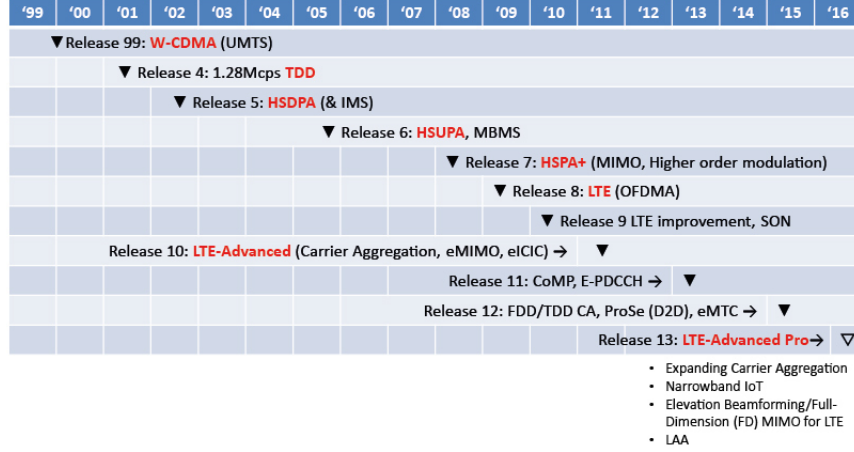 ‘99 ‘00 ‘01 ‘02 ‘03 ‘05 ‘06 ‘07 ‘08 ‘09 ‘10 ‘11 ‘12 ‘13 ‘14 ‘15 ‘16
▼Release 99: W-CDMA (UMTS)
▼ Release 4: 1.28Mcps TDD
▼ Release 5: HSDPA (& IMS)
▼ Release 6: HSUPA, MBMS
▼ Release 7: HSPA+ (MIMO, Higher order modulation)
▼ Release 8: LTE (OFDMA)
▼ Release 9 LTE improvement, SON
Release 10: LTE-Advanced (Carrier Aggregation, eMIMO, eICIC) → ▼
Release 11: CoMP, E-PDCCH → ▼
Release 12: FDD/TDD CA, ProSe (D2D), eMTC → ▼
Release 13: LTE-Advanced Pro→ ▽
• Expanding Carrier Aggregation
• Narrowband IoT
• Elevation Beamforming/Full-
Dimension (FD) MIMO for LTE
• LAA